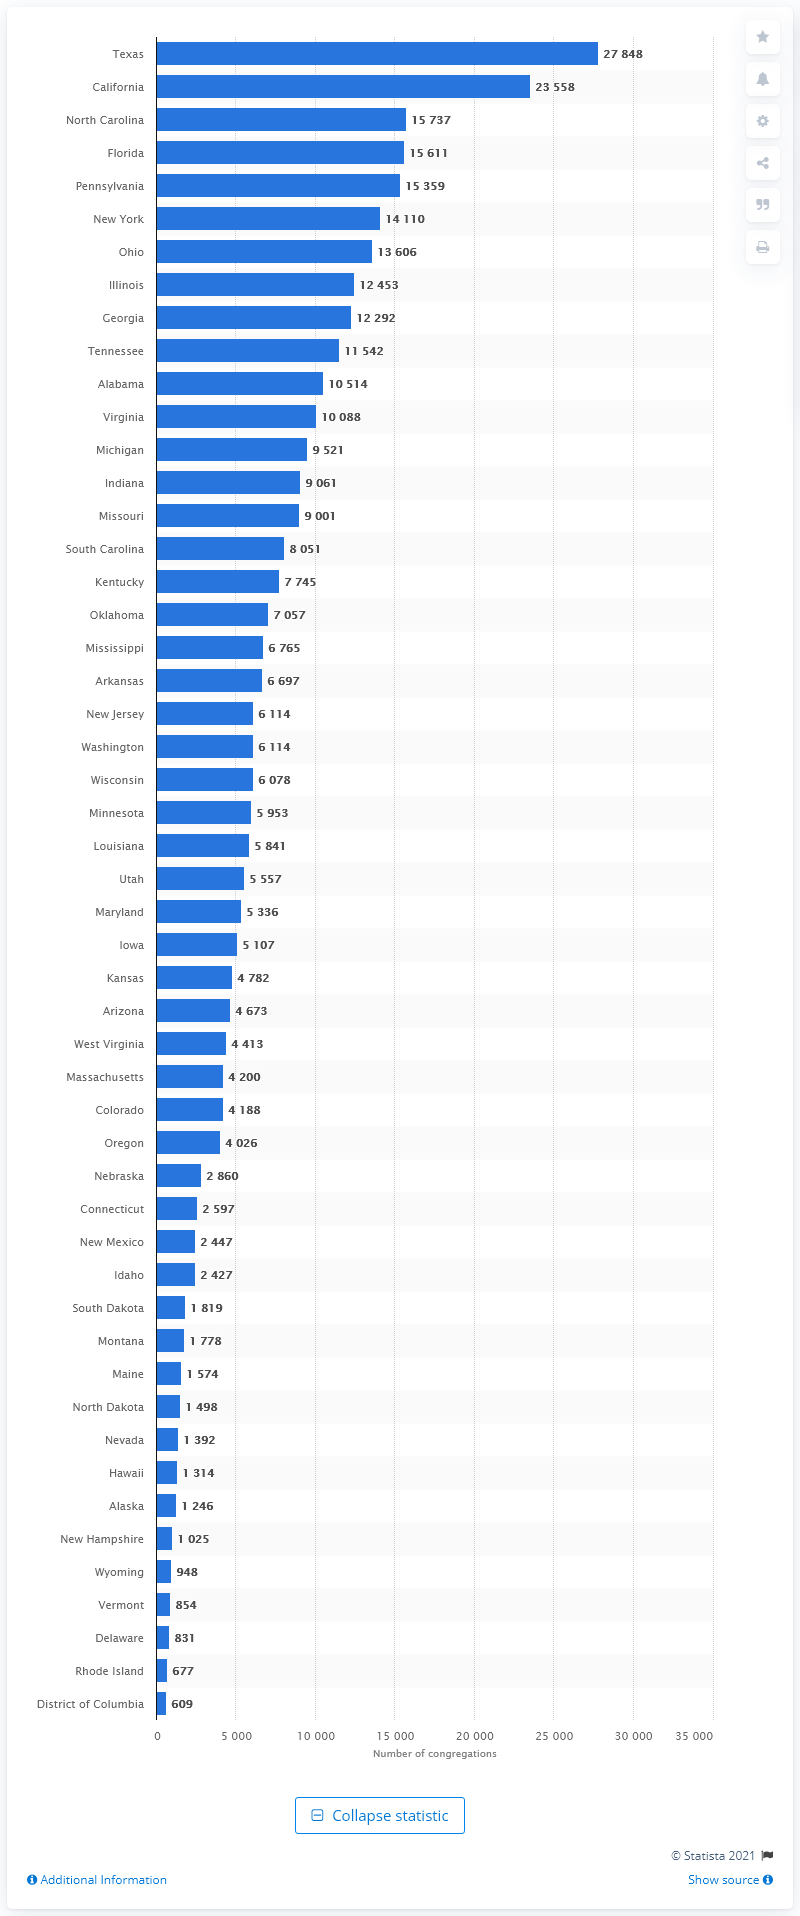 Texas 27 848
California 23 558
North Carolina 15 737
Florida 15 611
Pennsylvania 15 359
New York 14 110
Ohio 13 606
Illinois 12 453
Georgia 12 292
Tennessee 11 542
Alabama 10 514
Virginia 10 088
Michigan 9 521
Indiana 9 061
Missouri 9 001
South Carolina 8 051
Kentucky 7 745
Oklahoma 7 057
Mississippi 6 765
Arkansas 6 697
New Jersey 6 114
Washington 6 114
Wisconsin 6 078
Minnesota 5 953
Louisiana 5 841
Utah 5 557
Maryland 5 336
Iowa 5 107
Kansas 4 782
Arizona 4 673
West Virginia 4 413
Massachusetts 4 200
Colorado 4 188
Oregon 4 026
Nebraska 2 860
Connecticut 2 597
New Mexico 2 447
Idaho 2 427
South Dakota 1 819
Montana 1 778
Maine 1 574
North Dakota 1 498
Nevada 1 392
Hawaii 1 314
Alaska 1 246
New Hampshire 1 025
Wyoming 948
Vermont 854
Delaware 831
Rhode Island 677
District of Columbia 609
0 5 000 10 000 15 000 20 000 25 000 30 000 35 000
Number of congregations
Collapse statistic
© Statista 2021
Additional Information Show source